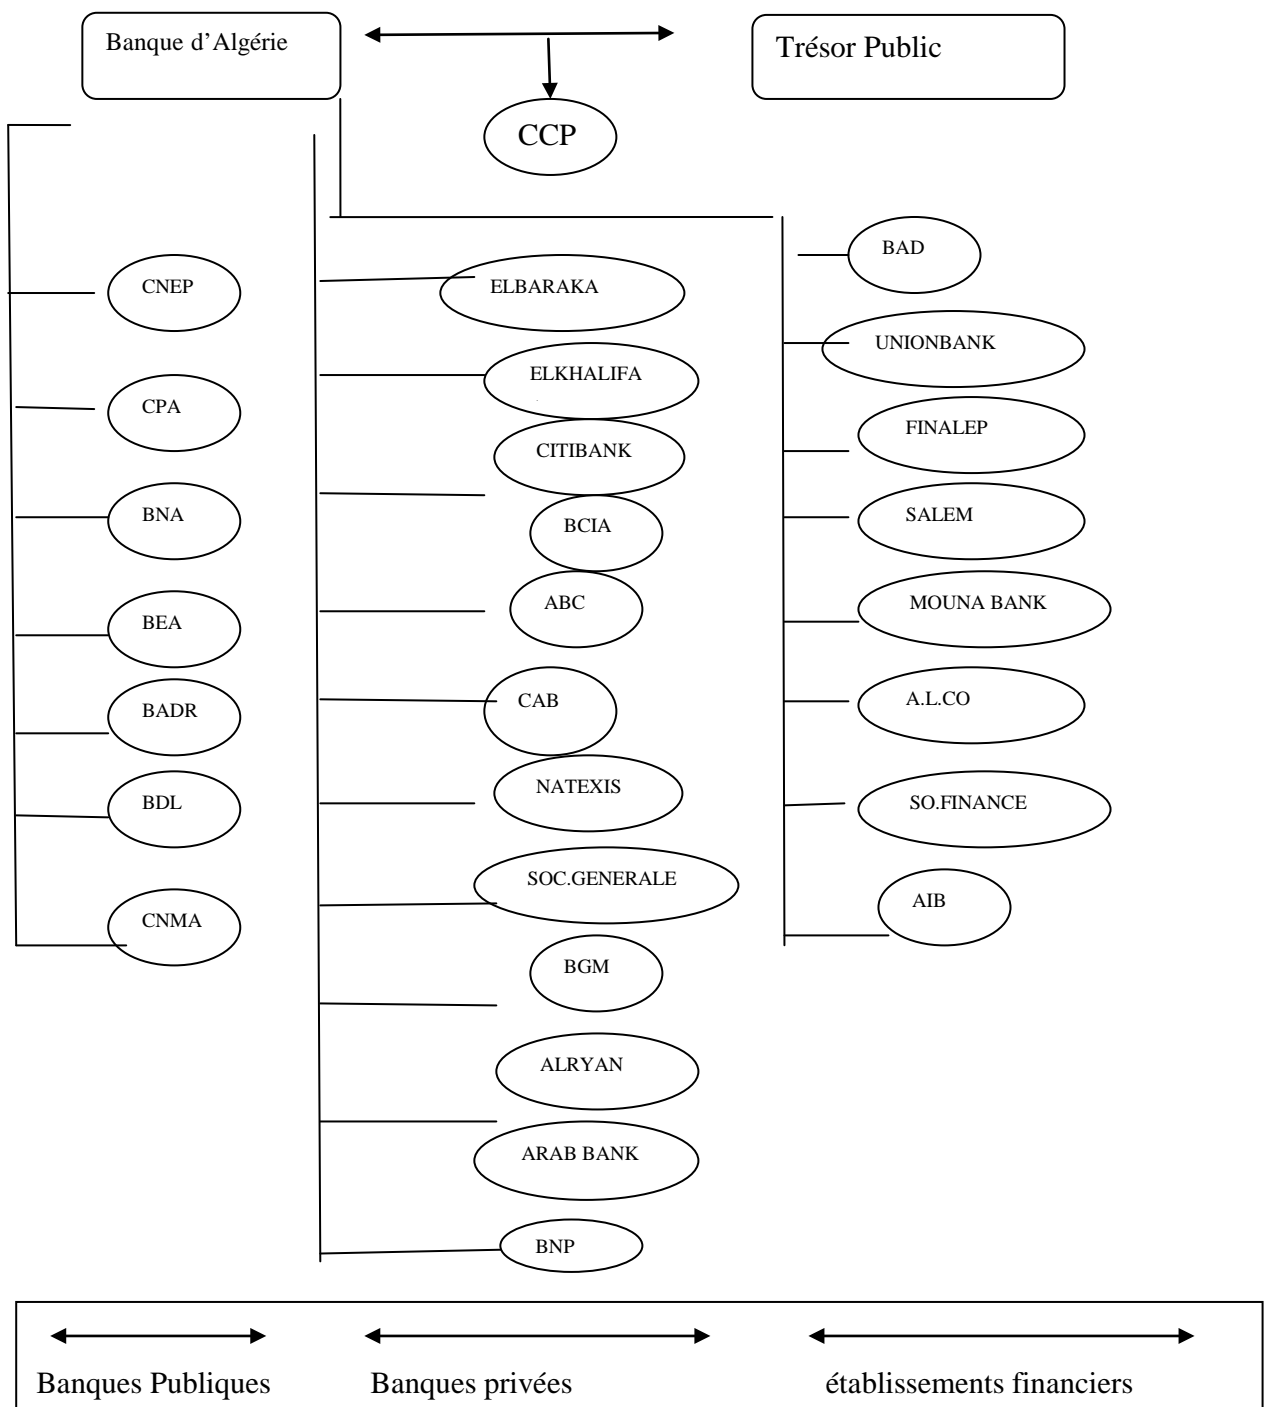 Banque d’Algérie
Trésor Public
CCP
CNEP
CPA
BNA
BEA
BADR
BDL
CNMA
ELBARAKA
ELKHALIFA
CITIBANK
BCIA
ABC
CAB
NATEXIS
SOC.GENERALE
BGM
ALRYAN
ARAB BANK
BNP
BAD
UNIONBANK
FINALEP
SALEM
MOUNA BANK
A.L.CO
SO.FINANCE
AIB
Banques Publiques
Banques privées
établissements financiers